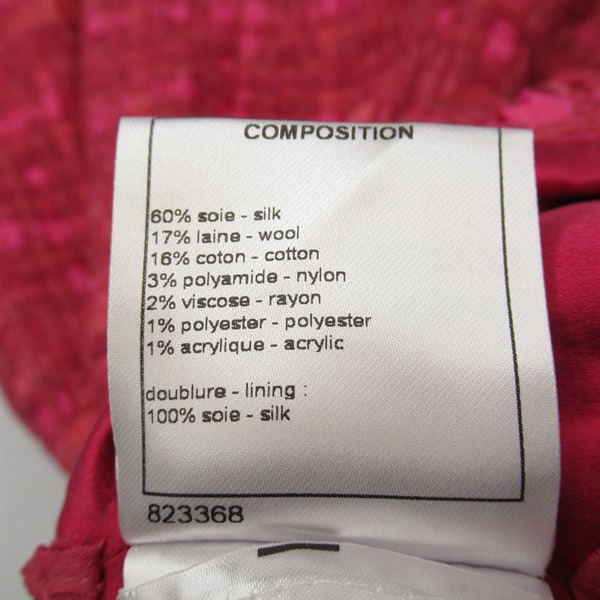 COMPOSITION
60% soie - silk
17% laine - wool
16% coton - cotton
3% polyamide - nylon
2% viscose - rayon
1% polyester - polyester
1% acrylique - acrylic
doublure - lining :
100% soie - silk
823368